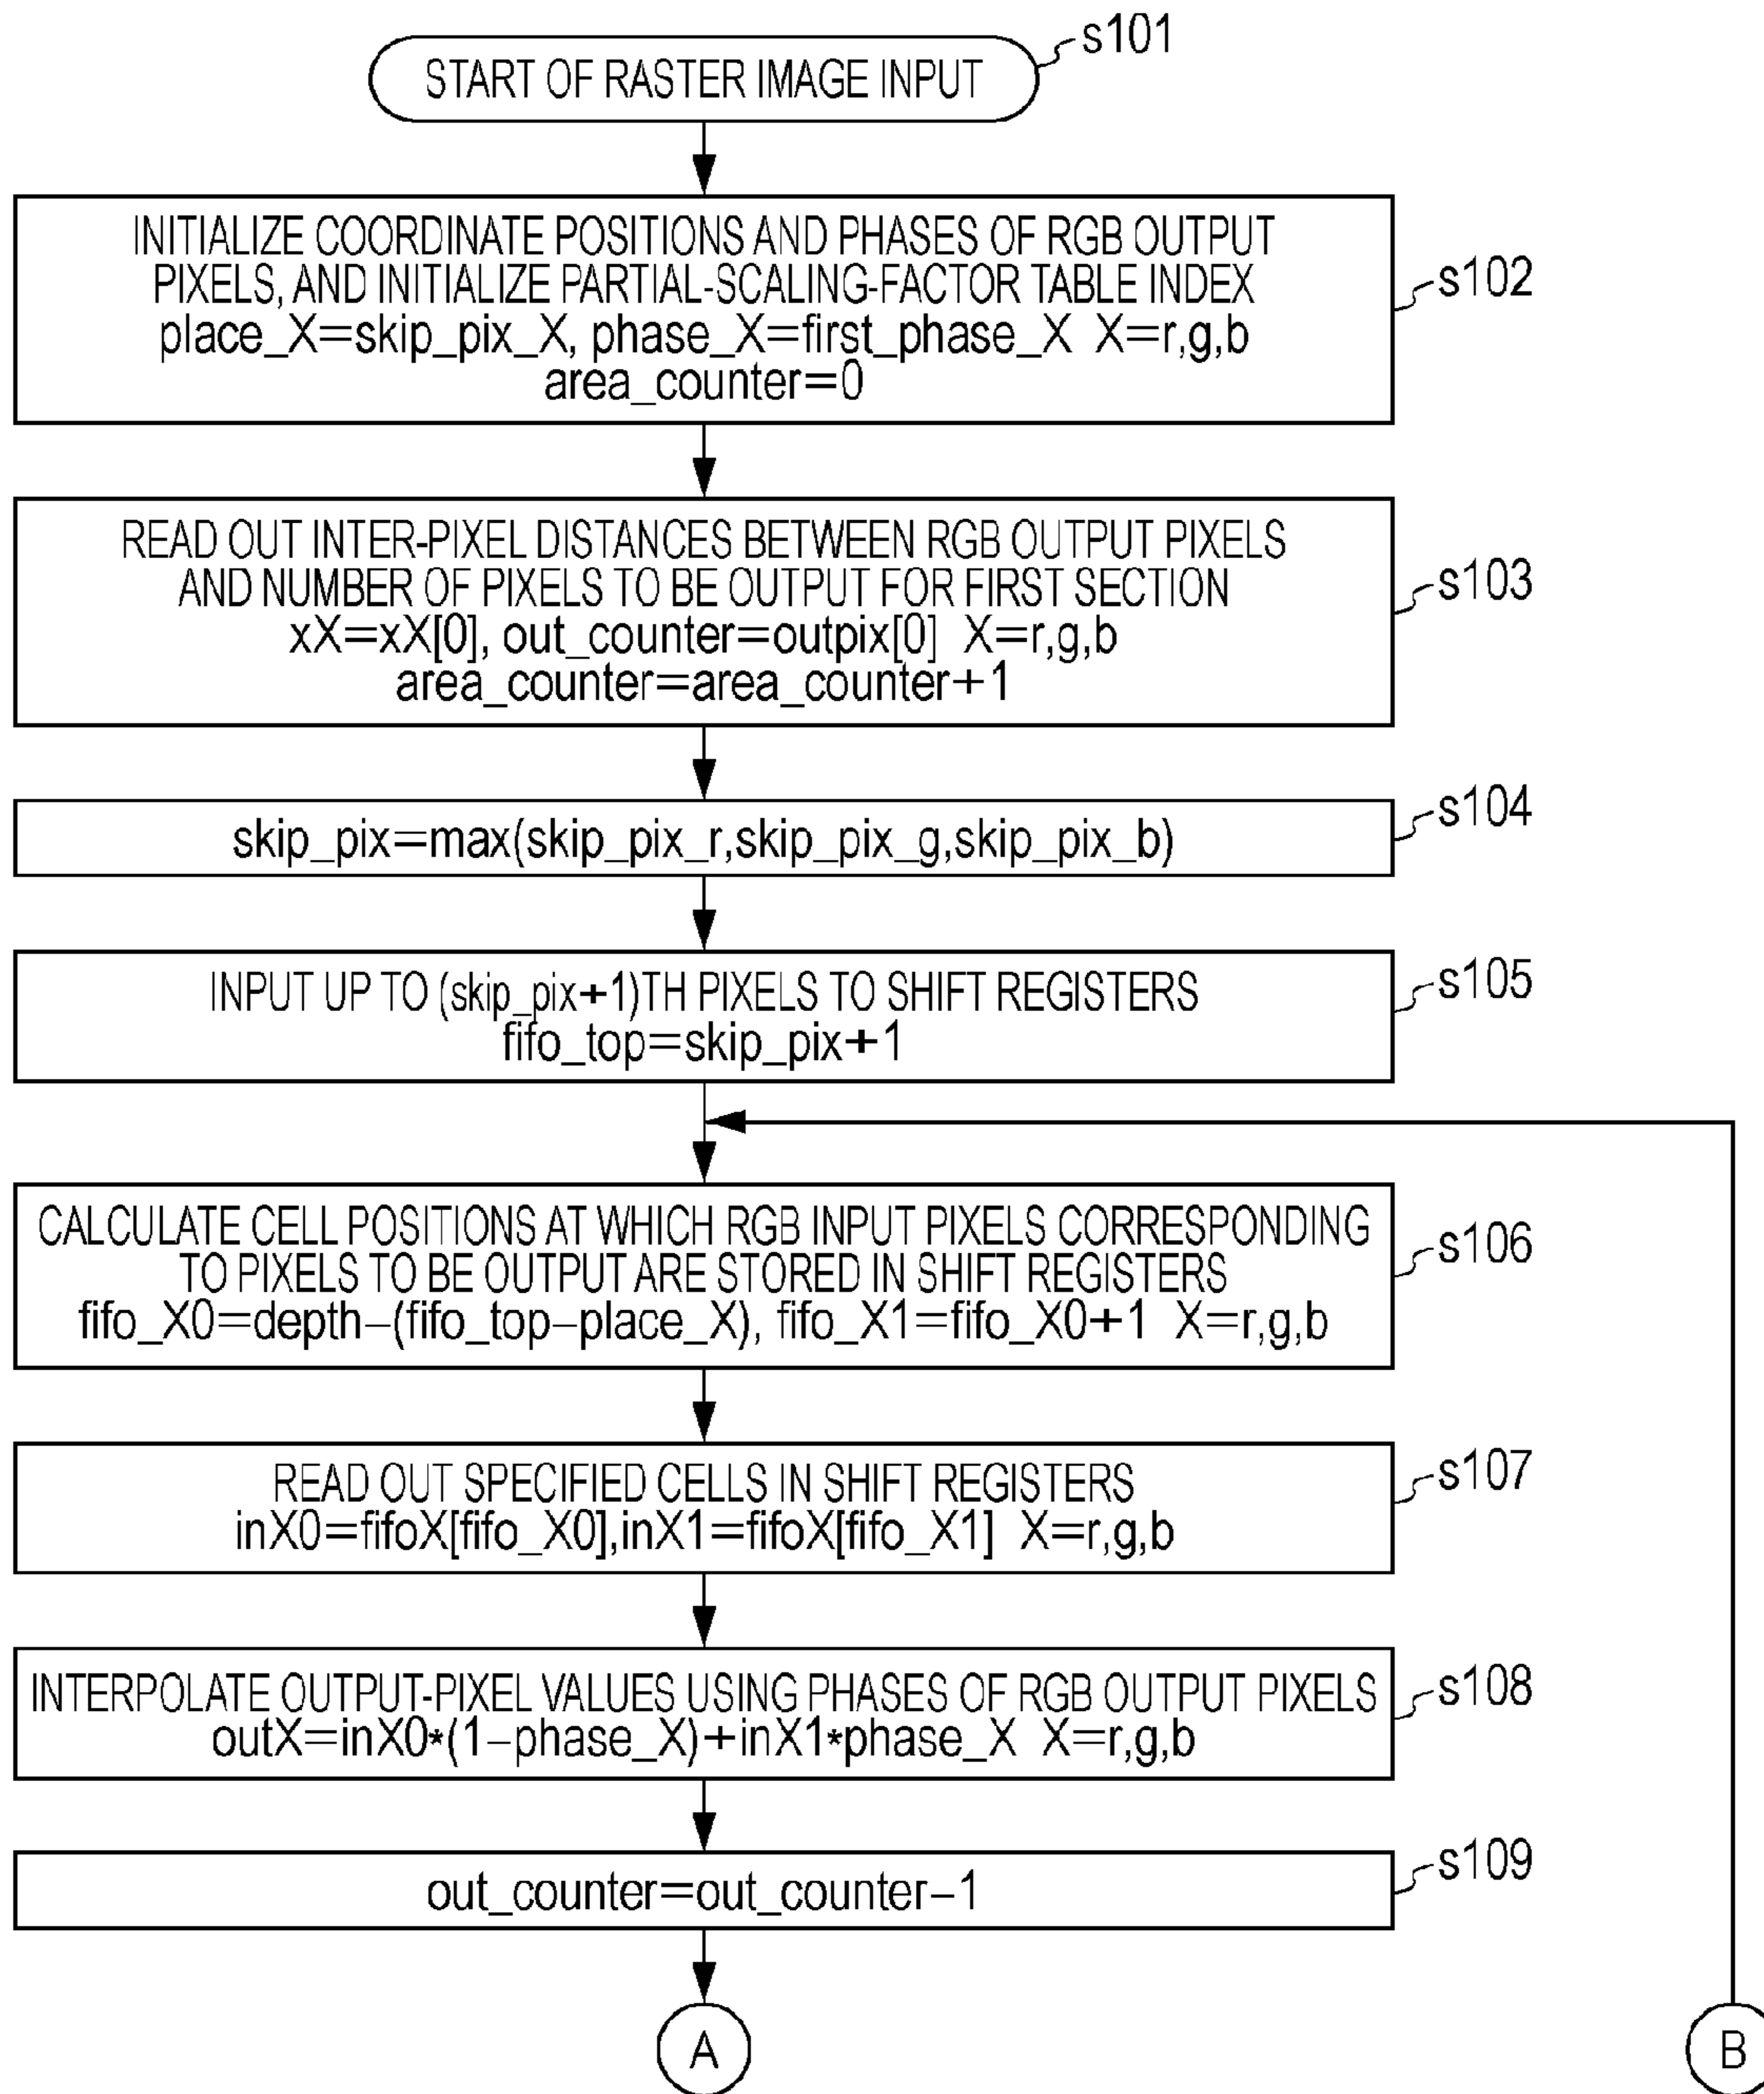 s101
START OF RASTER IMAGE INPUT
INITIALIZE COORDINATE POSITIONS AND PHASES OF RGB OUTPUT
PIXELS, AND INITIALIZE PARTIAL-SCALING-FACTOR TABLE INDEX
place_X=skip_pix_X, phase_X=first_phase_X X=r,g,b
area_counter=0
s102
READ OUT INTER-PIXEL DISTANCES BETWEEN RGB OUTPUT PIXELS
AND NUMBER OF PIXELS TO BE OUTPUT FOR FIRST SECTION
xX=xX[0], out_counter=outpix[0] X=r,g,b
area_counter=area_counter+1
s103
skip_pix=max(skip_pix_r,skip_pix_g,skip_pix_b)
s104
INPUT UP TO (skip_pix+1)TH PIXELS TO SHIFT REGISTERS
fifo_top=skip_pix+1
s105
CALCULATE CELL POSITIONS AT WHICH RGB INPUT PIXELS CORRESPONDING
TO PIXELS TO BE OUTPUT ARE STORED IN SHIFT REGISTERS
fifo_X0=depth−(fifo_top−place_X), fifo_X1=fifo_X0+1 X=r,g,b
s106
READ OUT SPECIFIED CELLS IN SHIFT REGISTERS
inX0=fifoX[fifo_X0],inX1=fifoX[fifo_X1] X=r,g,b
s107
INTERPOLATE OUTPUT-PIXEL VALUES USING PHASES OF RGB OUTPUT PIXELS
outX=inX0*(1−phase_X)+inX1*phase_X X=r,g,b
s108
out_counter=out_counter−1
s109
A
B